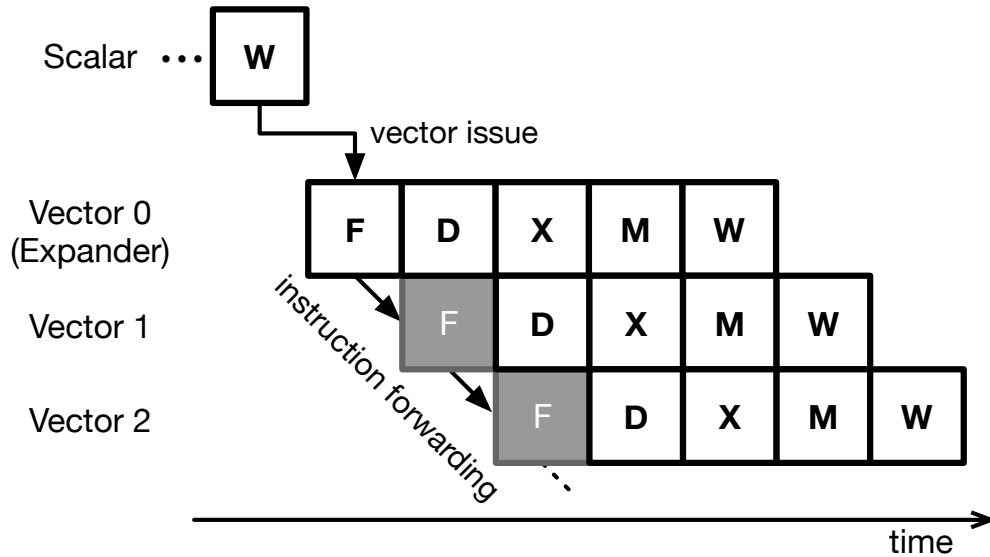 Scalar ••• W
vector issue
Vector 0
(Expander)
F D X M W
instruction forwarding
Vector 1
F D X M W
Vector 2
F D X M W
time